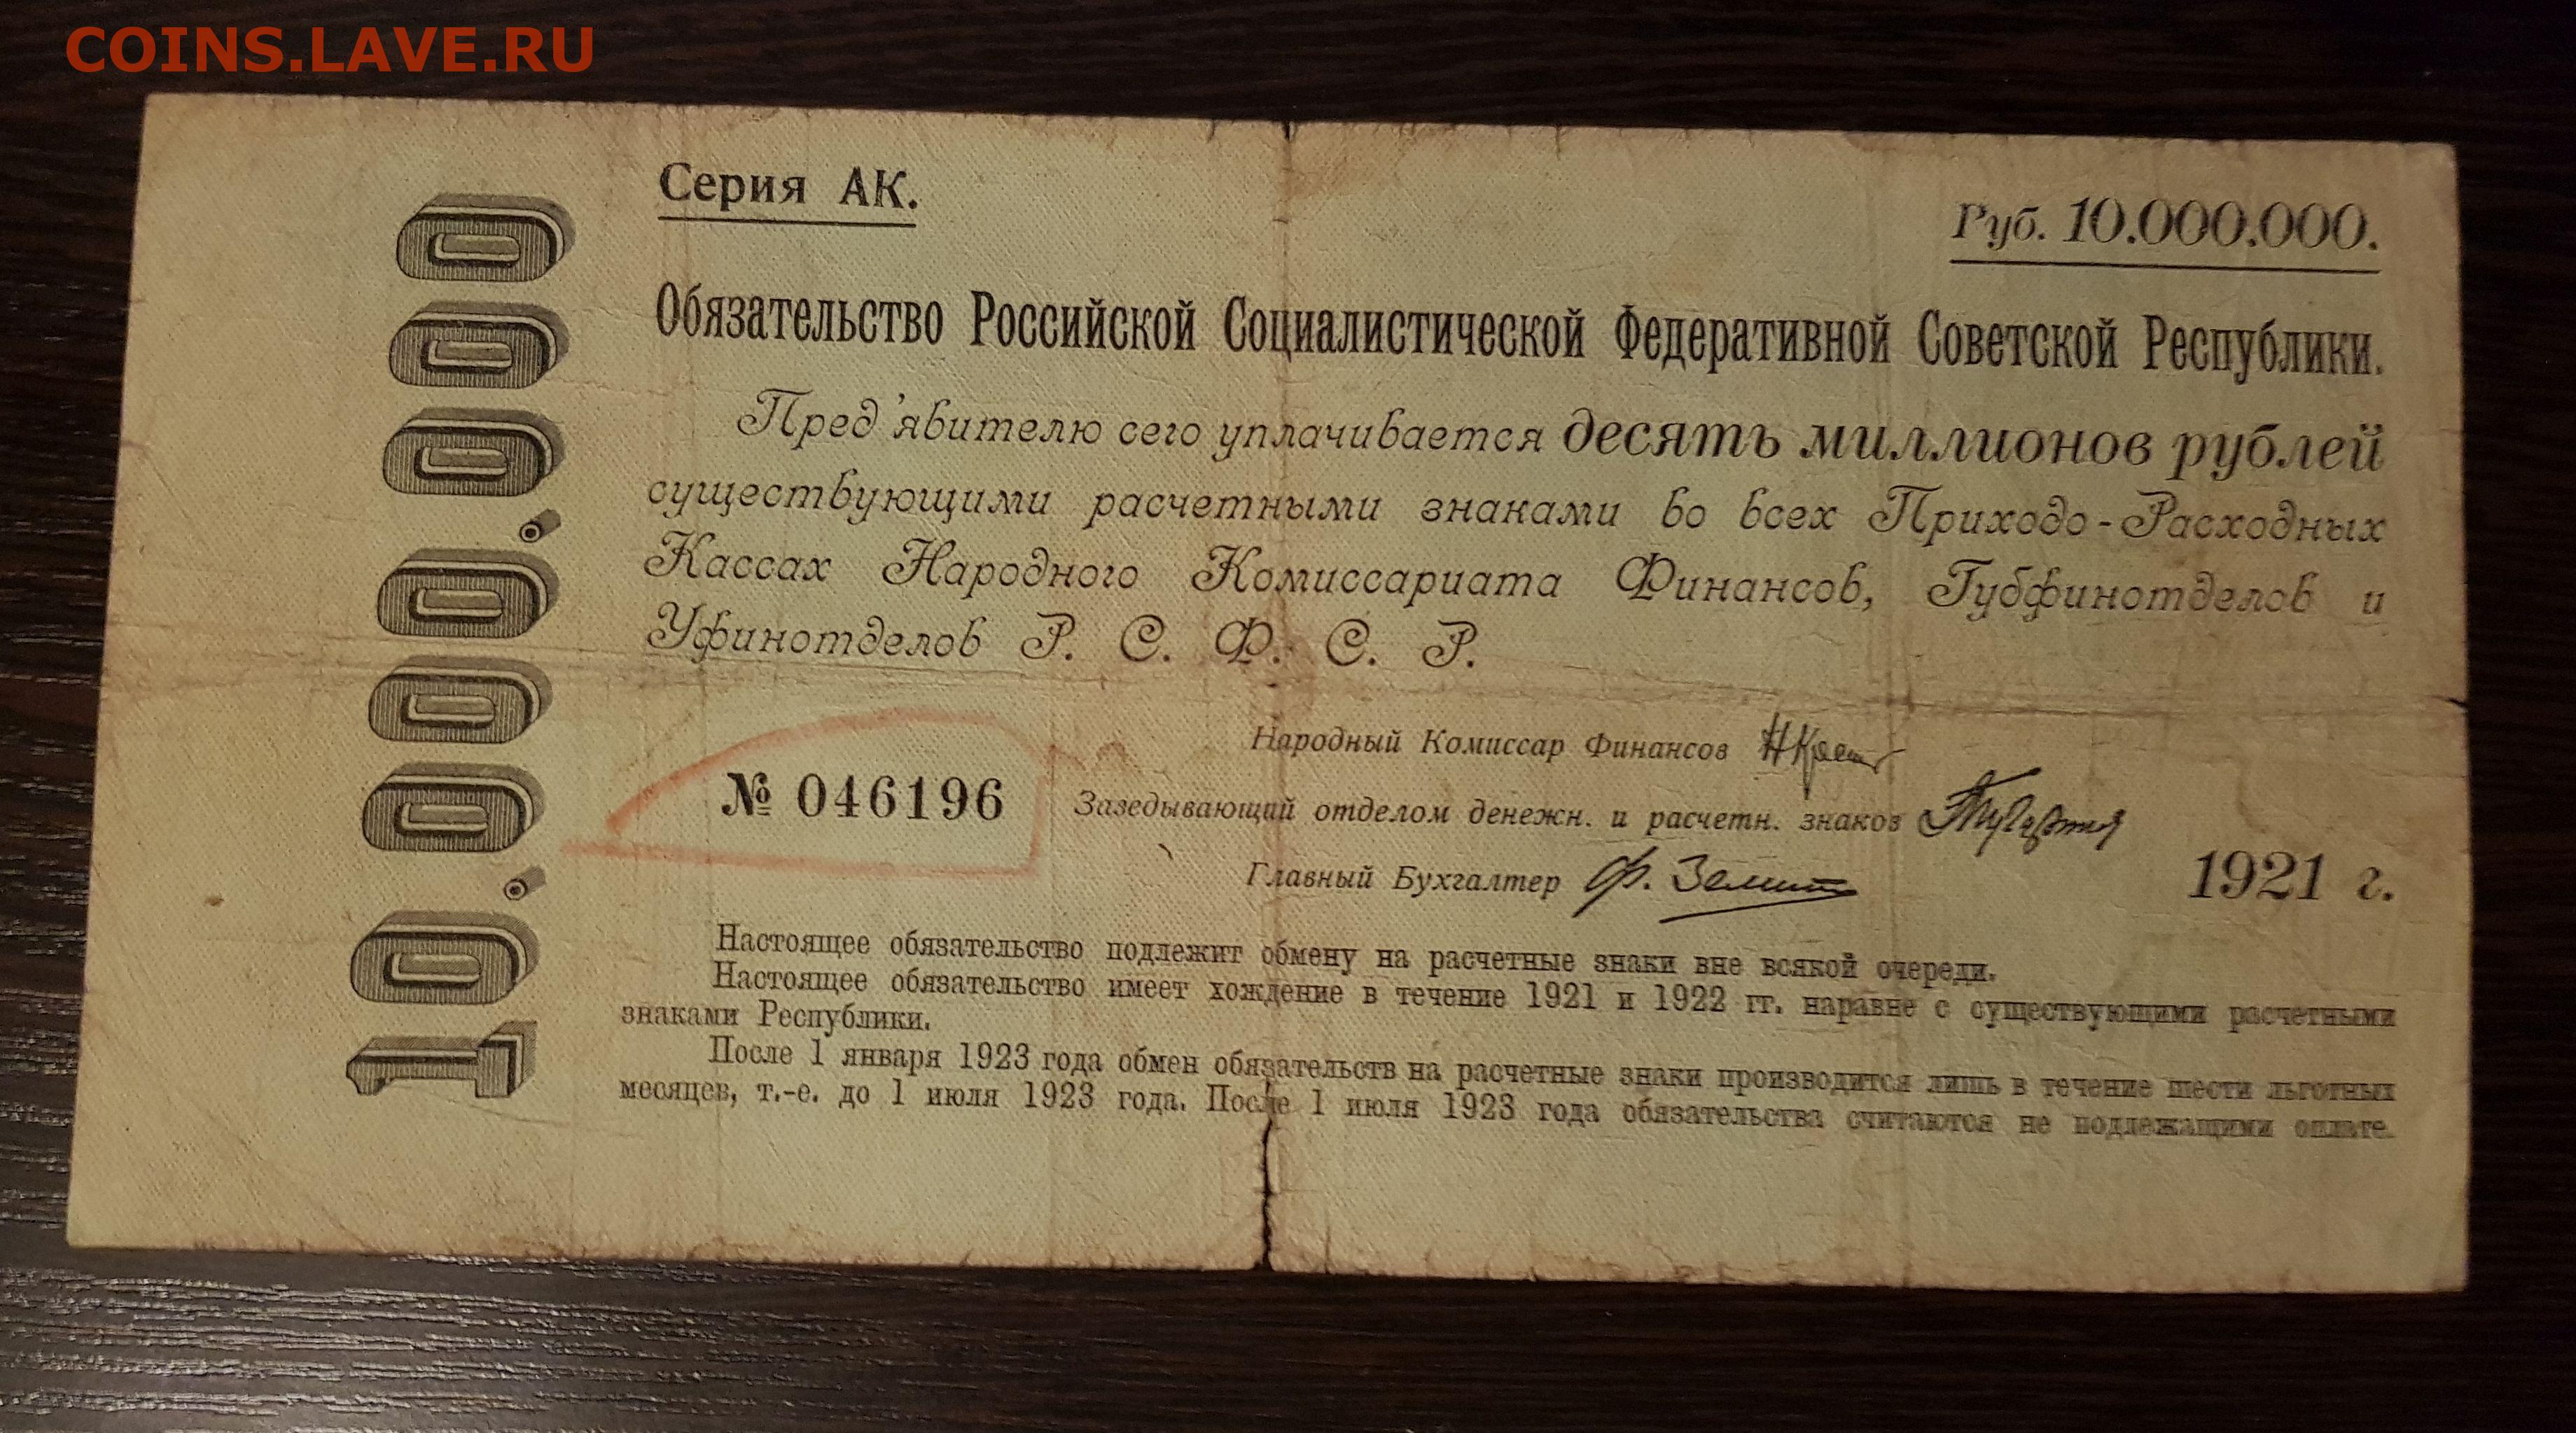 COINS.LAVE.RU
Серия АК.
Руб. 10.000.000.
10.000.000
Обязательство Российской Социалистической Федеративной Советской Республики.
Пред'явителю сего уплачивается десять миллионов рублей
существующими расчетными знаками во всех Приходо-Расходных
Кассах Народного Комиссариата Финансов, Губфинотделов и
Уфинотделов Р. С. Ф. С. Р.
Народный Комиссар Финансов
№ 046196
Заведывающий отделом денежн. и расчетн. знаков
Главный Бухгалтер Ф. Земит
1921 г.
Настоящее обязательство подлежит обмену на расчетные знаки вне всякой очереди.
Настоящее обязательство имеет хождение в течение 1921 и 1922 гг. наравне с существующими расчетными
знаками Республики.
После 1 января 1923 года обмен обязательств на расчетные знаки производится лишь в течение шести льготных
месяцев, т.-е. до 1 июля 1923 года. После 1 июля 1923 года обязательства считаются не подлежащими оплате.